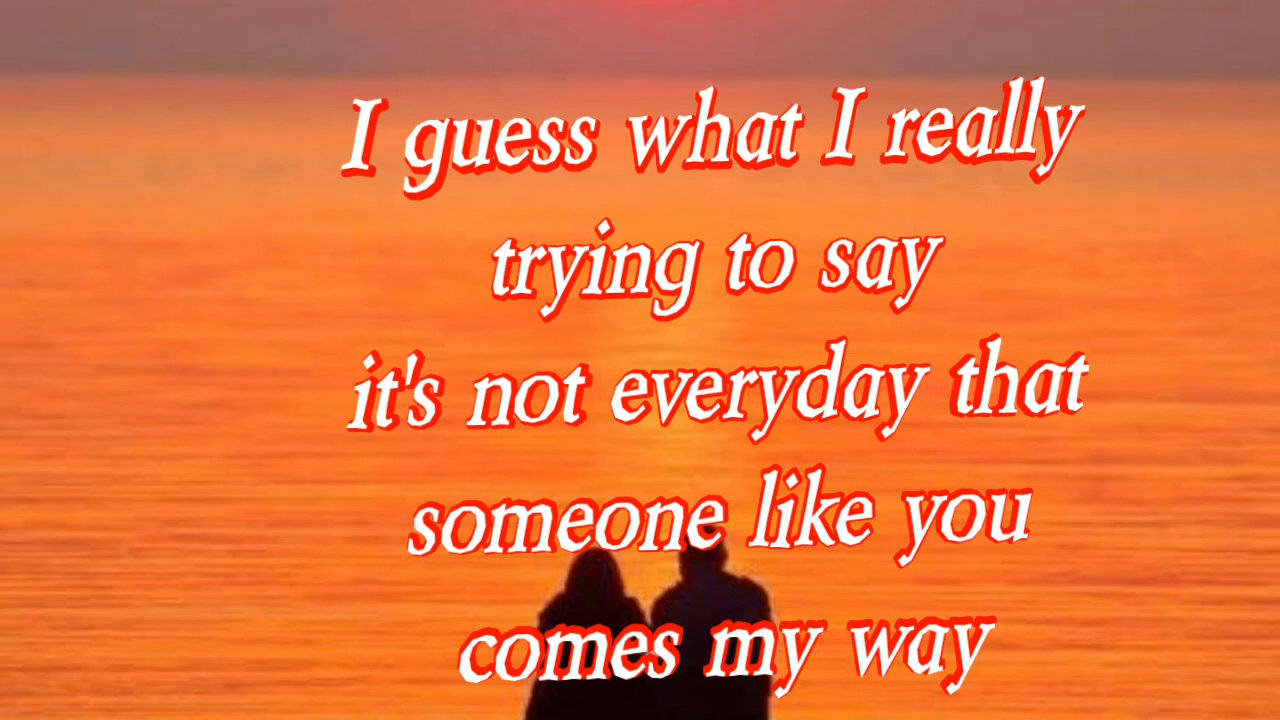 I guess what I really
trying to say
it's not everyday that
someone like you
comes my way